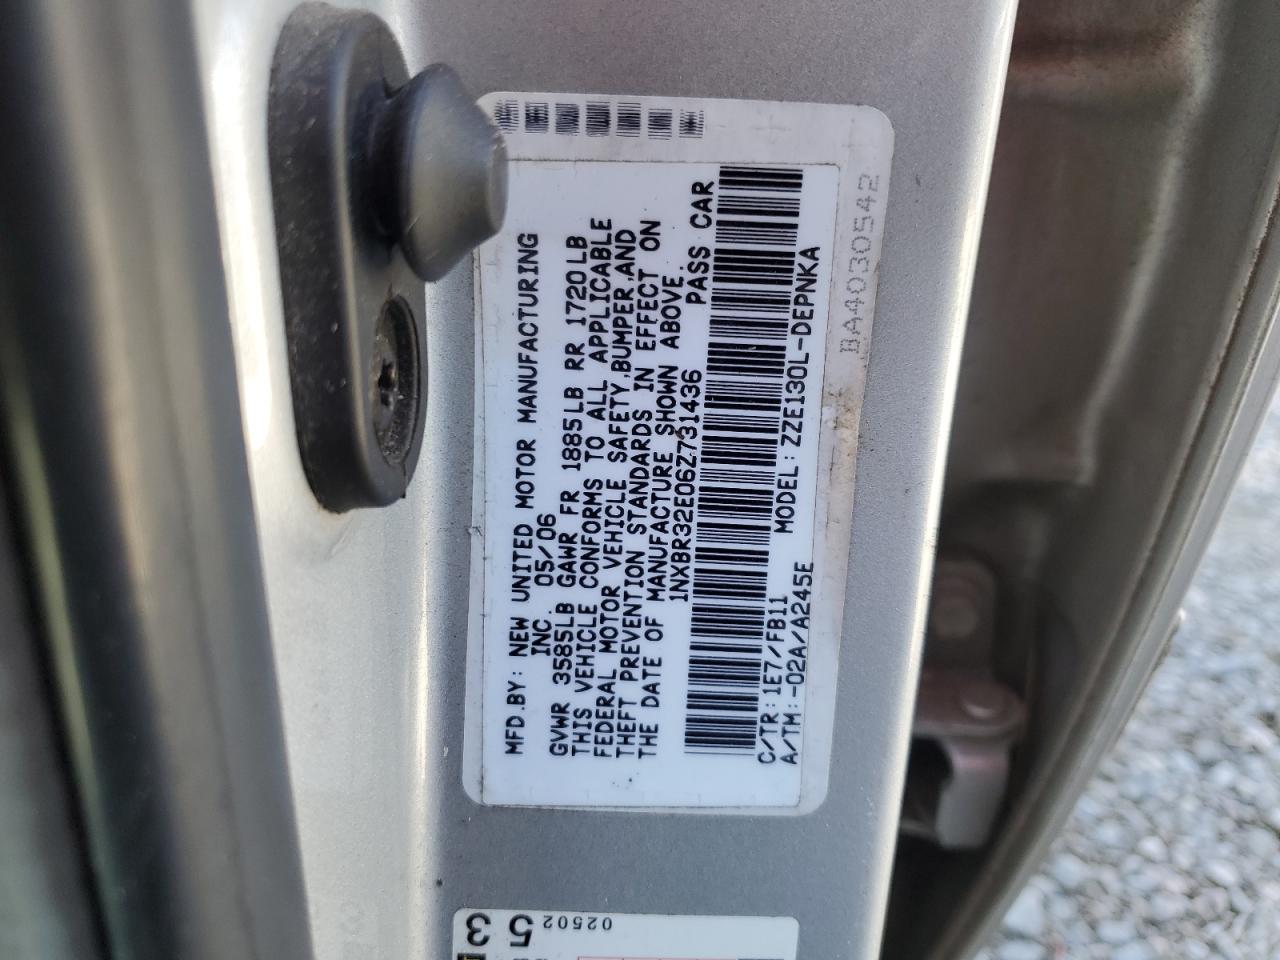 MFD.BY: NEW UNITED MOTOR MANUFACTURING
INC. 05/06
GVWR 3585LB GAWR FR 1885LB RR 1720LB
THIS VEHICLE CONFORMS TO ALL APPLICABLE
FEDERAL MOTOR VEHICLE SAFETY,BUMPER,AND
THEFT PREVENTION STANDARDS IN EFFECT ON
THE DATE OF MANUFACTURE SHOWN ABOVE.
1NXBR32E06Z731436 PASS CAR
C/TR:1E7/FB11 MODEL:ZZE130L-DEPNKA
A/TM:-02A/A245E
BA4030542
02502
5
3